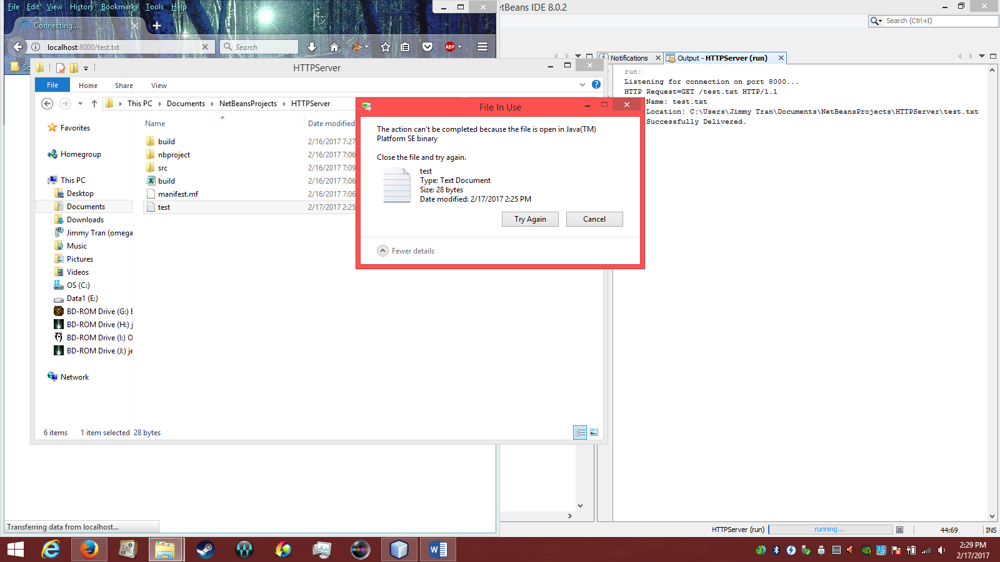 File Edit View History Bookmarks Tools Help
Connecting...
localhost:8000/test.txt
Search
ABP
etBeans IDE 8.0.2
Search (Ctrl+I)
Notifications
Output - HTTPServer (run)
run:
Listening for connection on port 8000...
HTTP Request=GET /test.txt HTTP/1.1
Name: test.txt
Location: C:\Users\Jimmy Tran\Documents\NetBeansProjects\HTTPServer\test.txt
Successfully Delivered.
HTTPServer
File Home Share View
This PC Documents NetBeansProjects HTTPServer
Favorites
Homegroup
This PC
Desktop
Documents
Downloads
Jimmy Tran (omega
Music
Pictures
Videos
OS (C:)
Data1 (E:)
BD-ROM Drive (G:) E
BD-ROM Drive (H:) j
BD-ROM Drive (I:) O
BD-ROM Drive (J:) je
Network
Name Date modified
build 2/16/2017 7:27
nbproject 2/16/2017 7:06
src 2/16/2017 7:09
build 2/16/2017 7:06
manifest.mf 2/16/2017 7:06
test 2/17/2017 2:25
6 items 1 item selected 28 bytes
File In Use
The action can't be completed because the file is open in Java(TM)
Platform SE binary
Close the file and try again.
test
Type: Text Document
Size: 28 bytes
Date modified: 2/17/2017 2:25 PM
Try Again Cancel
Fewer details
Transferring data from localhost...
HTTPServer (run) running... 44:69 INS
2:29 PM
2/17/2017